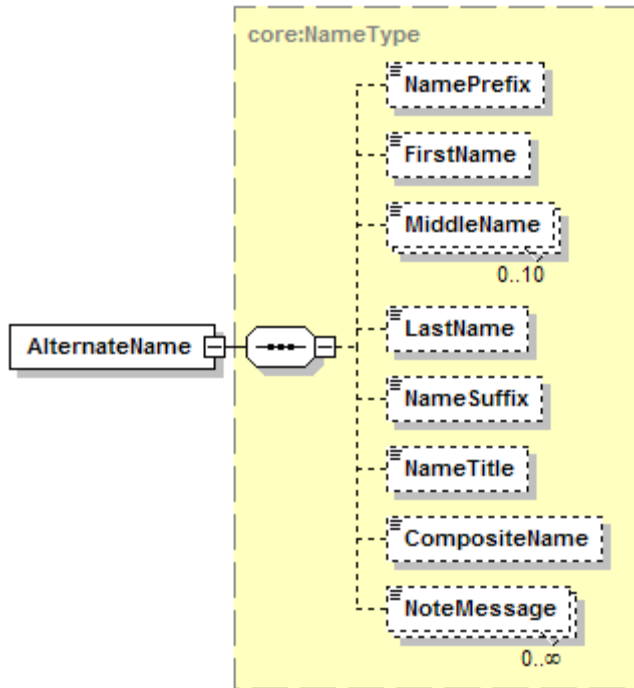 core:NameType
NamePrefix
FirstName
MiddleName
0..10
AlternateName
LastName
NameSuffix
NameTitle
CompositeName
NoteMessage
0..∞